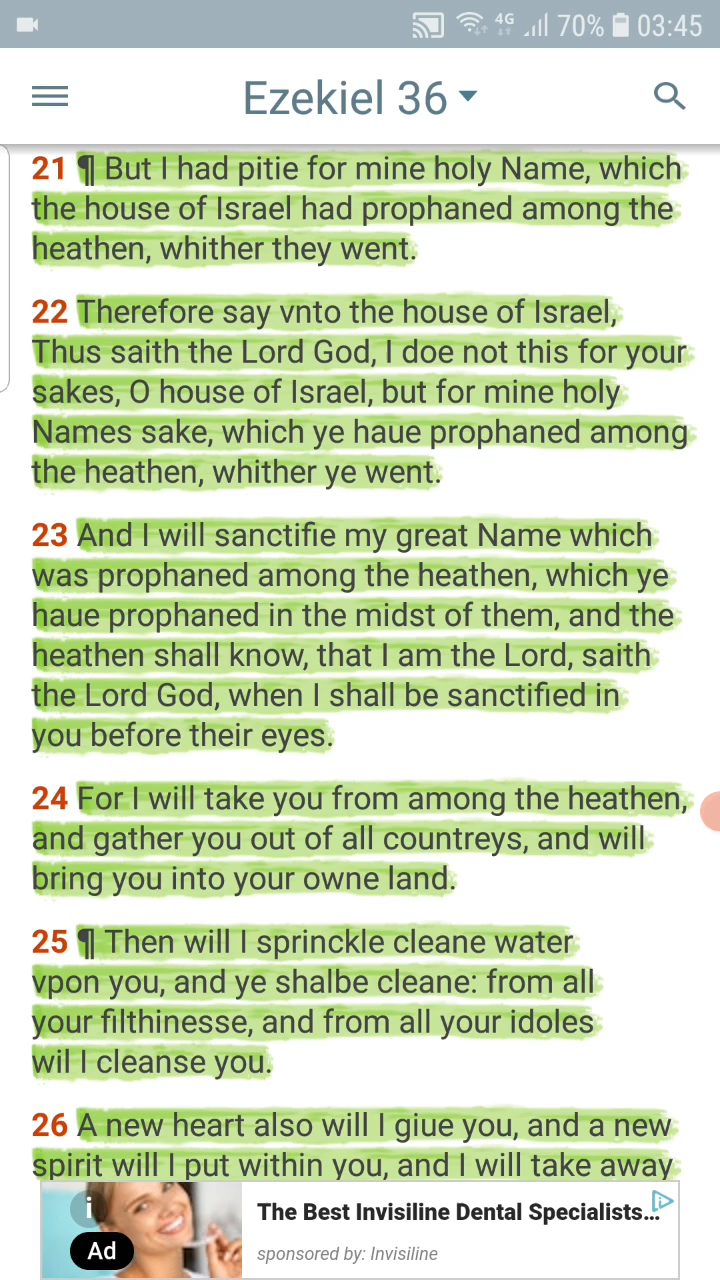 4G 70% 03:45
Ezekiel 36
21 ¶ But I had pitie for mine holy Name, which
the house of Israel had prophaned among the
heathen, whither they went.
22 Therefore say vnto the house of Israel,
Thus saith the Lord God, I doe not this for your
sakes, O house of Israel, but for mine holy
Names sake, which ye haue prophaned among
the heathen, whither ye went.
23 And I will sanctifie my great Name which
was prophaned among the heathen, which ye
haue prophaned in the midst of them, and the
heathen shall know, that I am the Lord, saith
the Lord God, when I shall be sanctified in
you before their eyes.
24 For I will take you from among the heathen,
and gather you out of all countreys, and will
bring you into your owne land.
25 ¶ Then will I sprinckle cleane water
vpon you, and ye shalbe cleane: from all
your filthinesse, and from all your idoles
wil I cleanse you.
26 A new heart also will I giue you, and a new
spirit will I put within you, and I will take away
i
Ad
The Best Invisiline Dental Specialists...
sponsored by: Invisiline